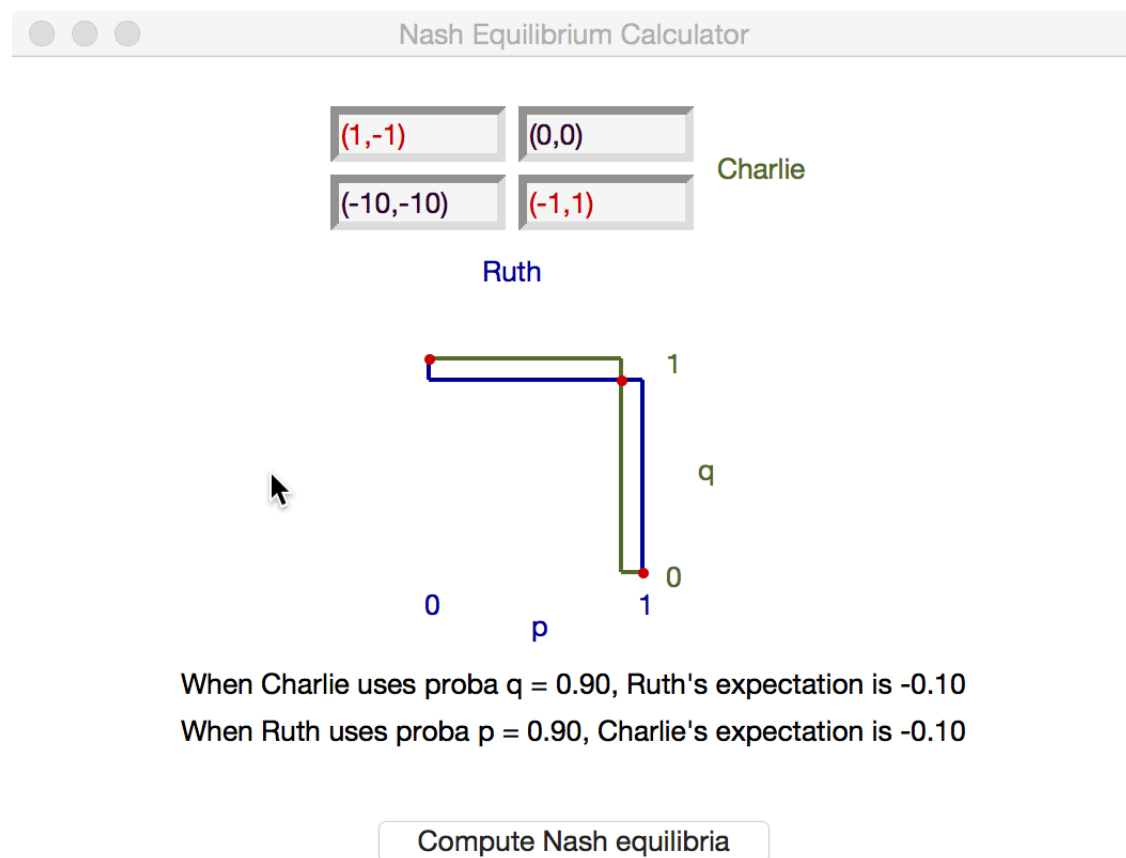 Nash Equilibrium Calculator
(1,-1) (0,0)
Charlie
(-10,-10) (-1,1)
Ruth
1
q
0
0 1
p
When Charlie uses proba q = 0.90, Ruth's expectation is -0.10
When Ruth uses proba p = 0.90, Charlie's expectation is -0.10
Compute Nash equilibria